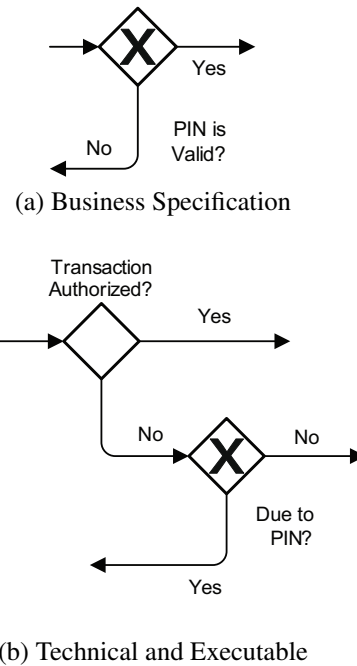 X
Yes
PIN is
Valid?
No
(a) Business Specification
Transaction
Authorized?
Yes
No
X
No
Due to
PIN?
Yes
(b) Technical and Executable